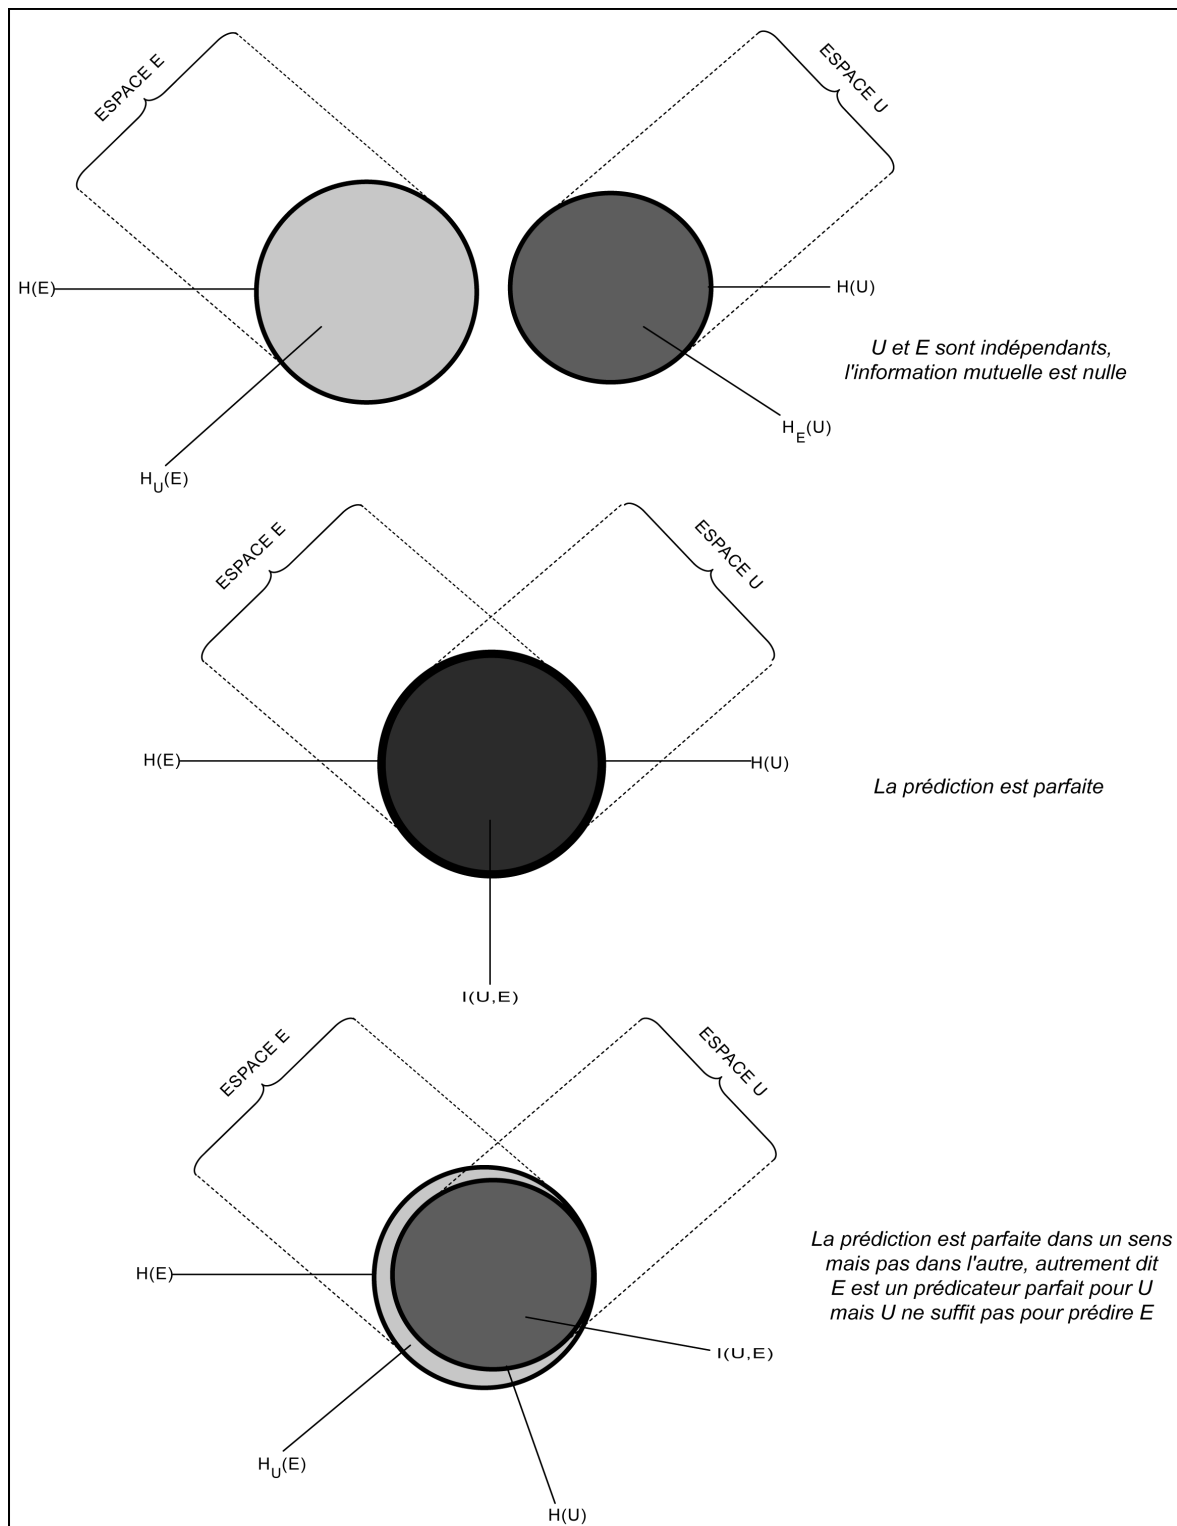 ESPACE E
ESPACE U
H(E)
H(U)
U et E sont indépendants,
l'information mutuelle est nulle
H_E(U)
H_U(E)
ESPACE E
ESPACE U
H(E)
H(U)
La prédiction est parfaite
I(U,E)
ESPACE E
ESPACE U
La prédiction est parfaite dans un sens
mais pas dans l'autre, autrement dit
E est un prédicateur parfait pour U
mais U ne suffit pas pour prédire E
H(E)
I(U,E)
H_U(E)
H(U)